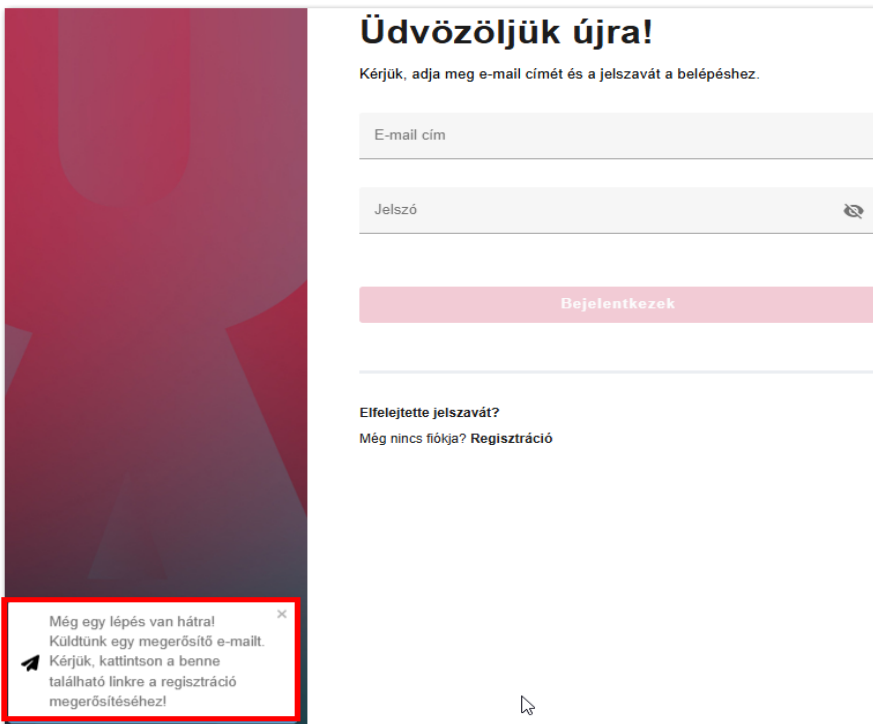 Üdvözöljük újra!
Kérjük, adja meg e-mail címét és a jelszavát a belépéshez.
E-mail cím
Jelszó
Bejelentkezek
Elfelejtette jelszavát?
Még nincs fiókja? Regisztráció
Még egy lépés van hátra!
Küldtünk egy megerősítő e-mailt.
Kérjük, kattintson a benne
található linkre a regisztráció
megerősítéséhez!